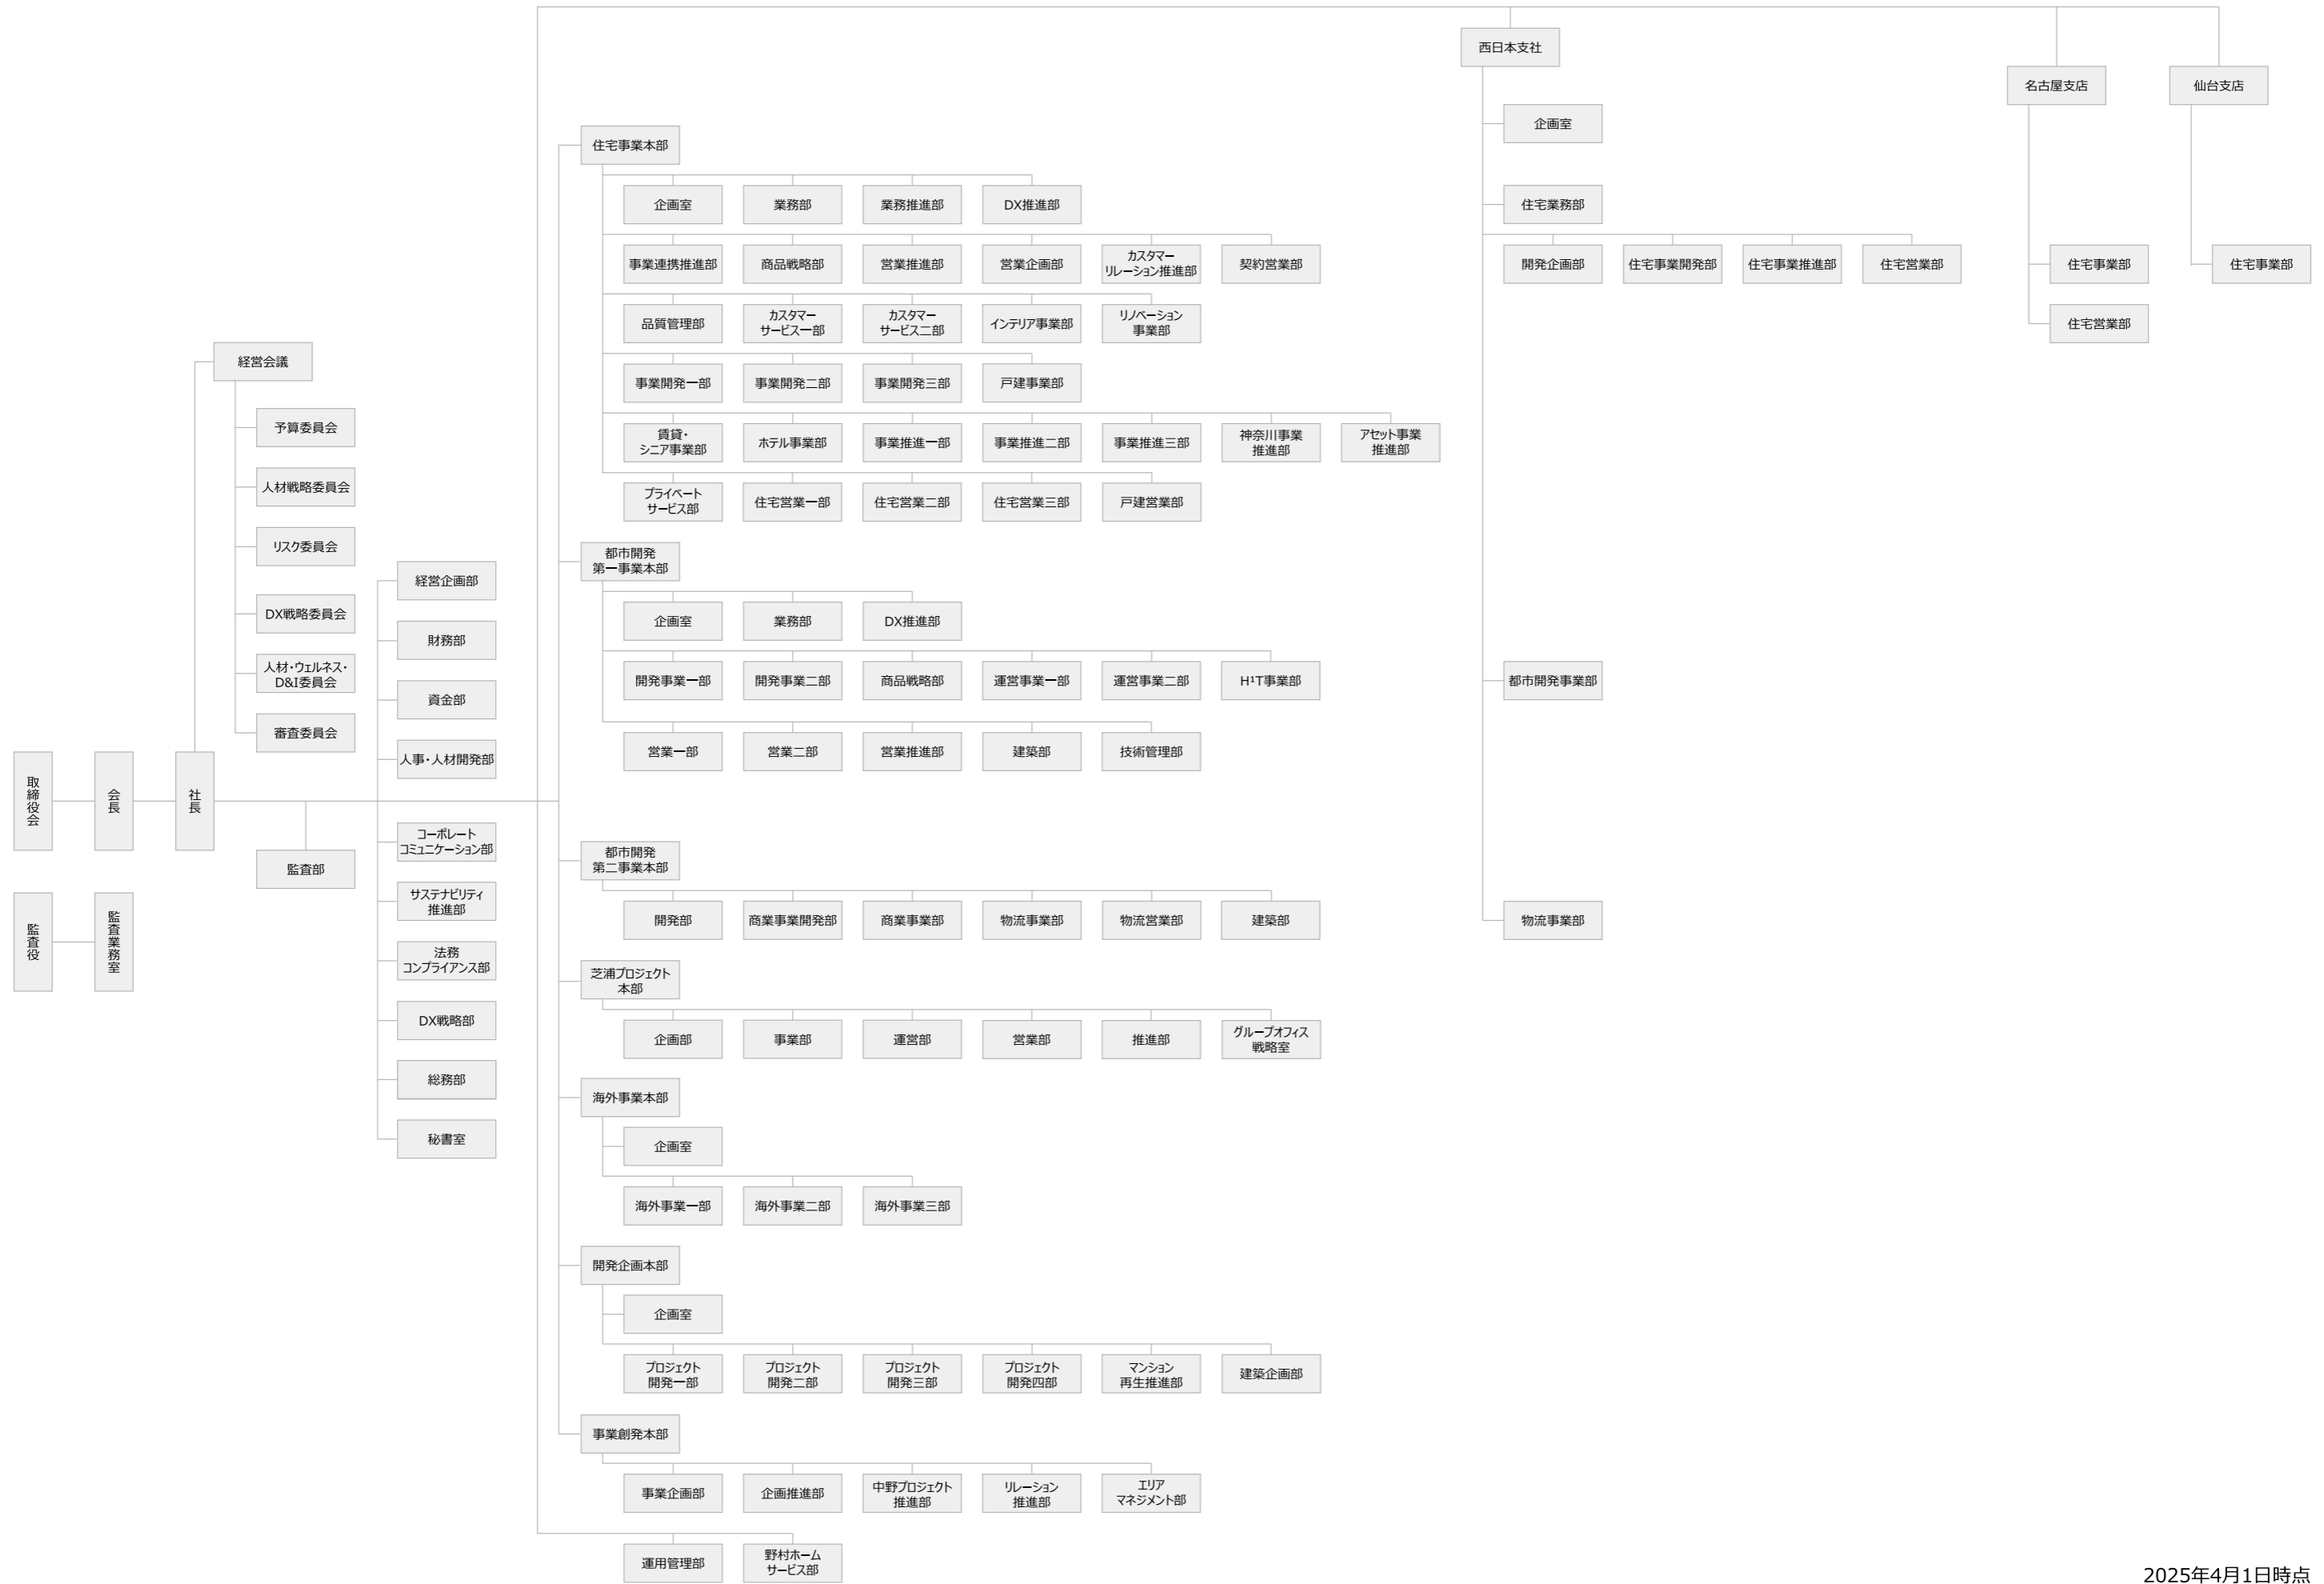 西日本支社
名古屋支店
仙台支店
企画室
住宅業務部
開発企画部
住宅事業開発部
住宅事業推進部
住宅営業部
都市開発事業部
物流事業部
住宅事業部
住宅営業部
住宅事業部
取締役会
会長
社長
監査役
監査業務室
経営会議
予算委員会
人材戦略委員会
リスク委員会
DX戦略委員会
人材・ウェルネス・
D&I委員会
審査委員会
監査部
経営企画部
財務部
資金部
人事・人材開発部
コーポレート
コミュニケーション部
サステナビリティ
推進部
法務
コンプライアンス部
DX戦略部
総務部
秘書室
住宅事業本部
企画室
業務部
業務推進部
DX推進部
事業連携推進部
商品戦略部
営業推進部
営業企画部
カスタマー
リレーション推進部
契約営業部
品質管理部
カスタマー
サービス一部
カスタマー
サービス二部
インテリア事業部
リノベーション
事業部
事業開発一部
事業開発二部
事業開発三部
戸建事業部
賃貸・
シニア事業部
ホテル事業部
事業推進一部
事業推進二部
事業推進三部
神奈川事業
推進部
アセット事業
推進部
プライベート
サービス部
住宅営業一部
住宅営業二部
住宅営業三部
戸建営業部
都市開発
第一事業本部
企画室
業務部
DX推進部
開発事業一部
開発事業二部
商品戦略部
運営事業一部
運営事業二部
H¹T事業部
営業一部
営業二部
営業推進部
建築部
技術管理部
都市開発
第二事業本部
開発部
商業事業開発部
商業事業部
物流事業部
物流営業部
建築部
芝浦プロジェクト
本部
企画部
事業部
運営部
営業部
推進部
グループオフィス
戦略室
海外事業本部
企画室
海外事業一部
海外事業二部
海外事業三部
開発企画本部
企画室
プロジェクト
開発一部
プロジェクト
開発二部
プロジェクト
開発三部
プロジェクト
開発四部
マンション
再生推進部
建築企画部
事業創発本部
事業企画部
企画推進部
中野プロジェクト
推進部
リレーション
推進部
エリア
マネジメント部
運用管理部
野村ホーム
サービス部
2025年4月1日時点